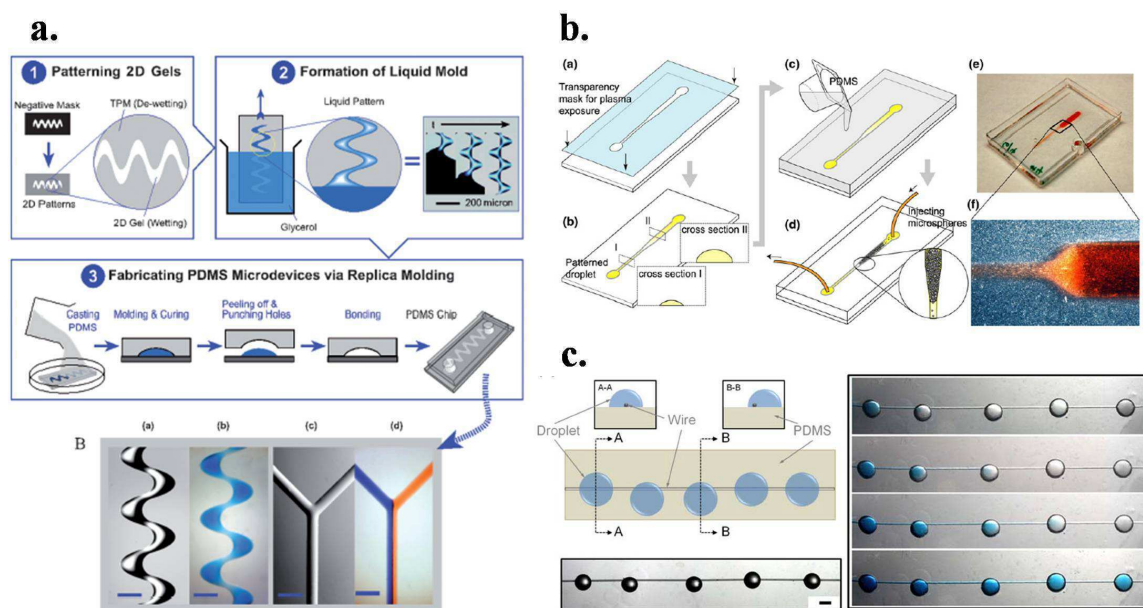 a.
1 Patterning 2D Gels
Negative Mask
TPM (De-wetting)
2D Patterns
2D Gel (Wetting)
2 Formation of Liquid Mold
Liquid Pattern
t
200 micron
Glycerol
3 Fabricating PDMS Microdevices via Replica Molding
Casting
PDMS
Molding & Curing
Peeling off &
Punching Holes
Bonding
PDMS Chip
B
(a)
(b)
(c)
(d)
b.
(a)
Transparency
mask for plasma
exposure
(b)
II
I
Patterned
droplet
cross section II
cross section I
(c)
PDMS
(d)
Injecting
microspheres
(e)
(f)
c.
A-A
B-B
Droplet
A
Wire
B
PDMS
A
B